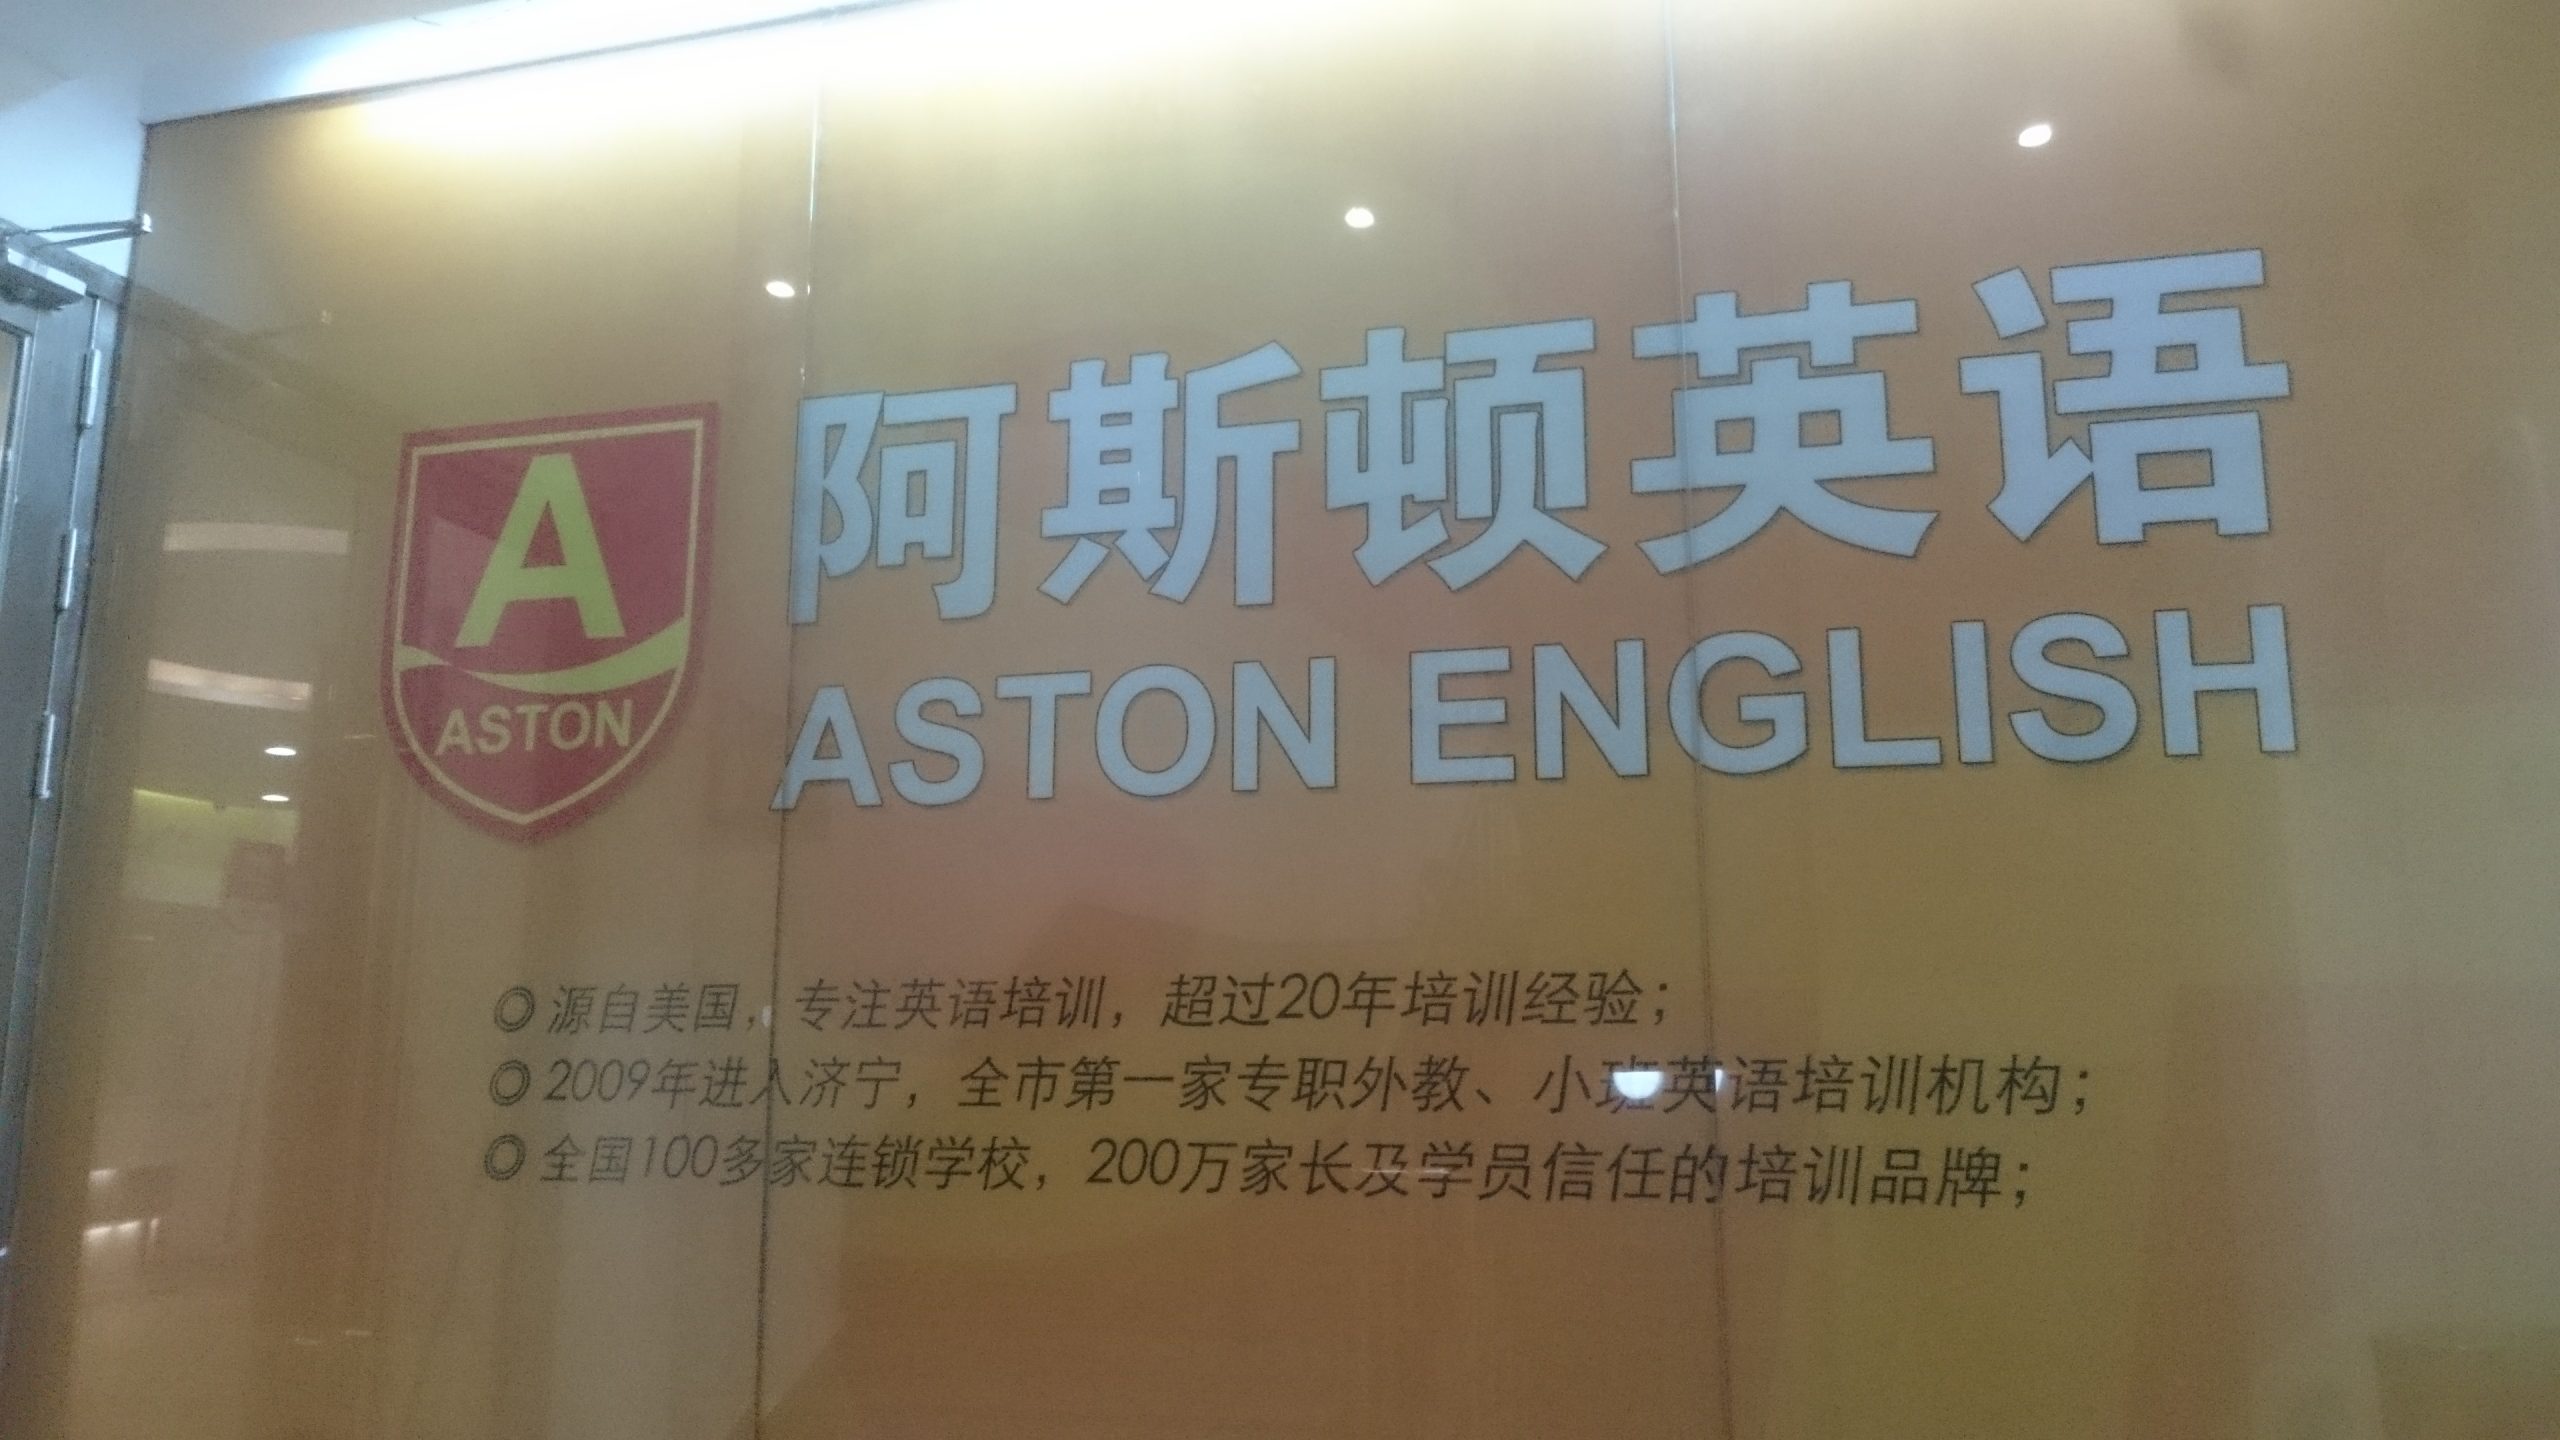 A
ASTON
阿斯顿英语
ASTON ENGLISH
◎源自美国，专注英语培训，超过20年培训经验；
◎2009年进入济宁，全市第一家专职外教、小班英语培训机构；
◎全国100多家连锁学校，200万家长及学员信任的培训品牌；